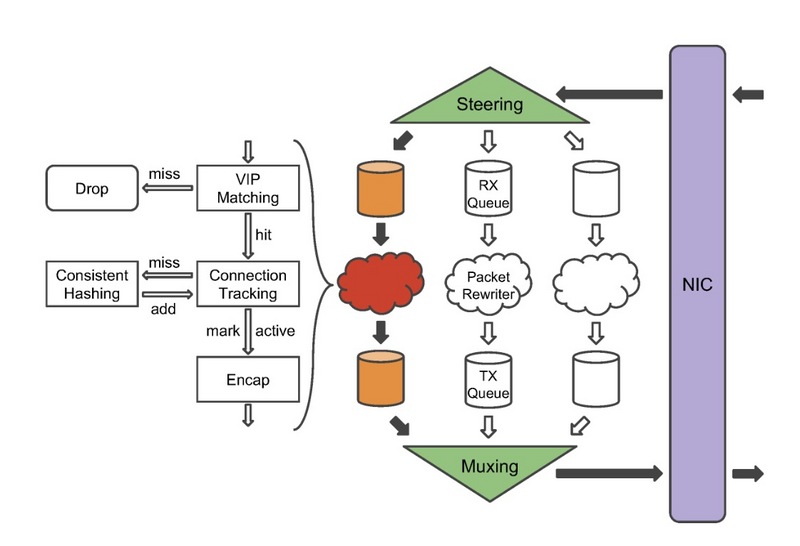 Steering
miss
Drop
VIP
Matching
RX
Queue
hit
miss
Consistent
Hashing
Connection
Tracking
Packet
Rewriter
NIC
add
mark
active
Encap
TX
Queue
Muxing